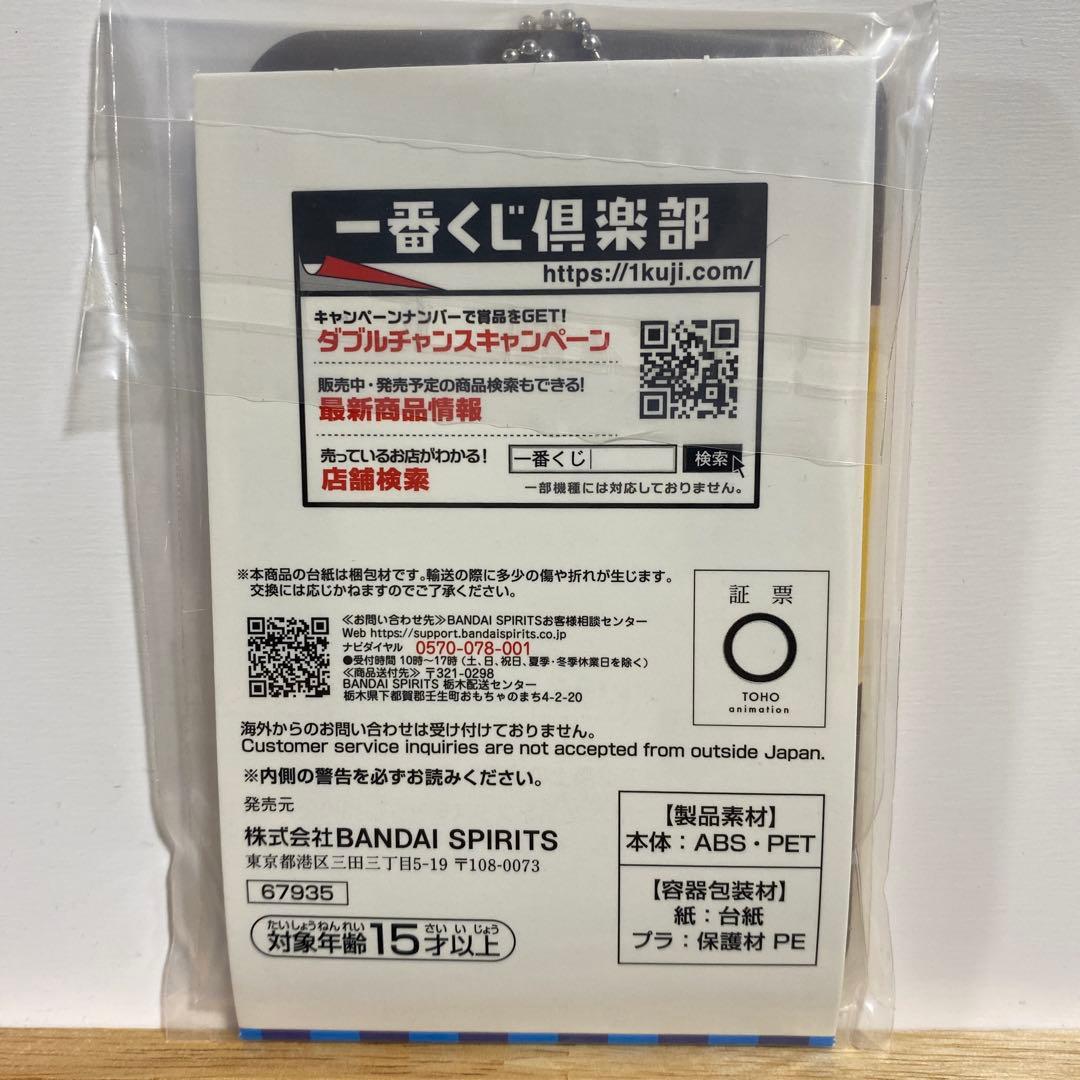 一番くじ倶楽部
https://1kuji.com/
キャンペーンナンバーで賞品をGET!
ダブルチャンスキャンペーン
販売中・発売予定の商品検索もできる!
最新商品情報
売っているお店がわかる!
店舗検索
一番くじ
検索
一部機種には対応しておりません。
※本商品の台紙は梱包材です。輸送の際に多少の傷や折れが生じます。
交換には応じかねますのでご了承ください。
≪お問い合わせ先≫BANDAI SPIRITSお客様相談センター
Web https://support.bandaispirits.co.jp
ナビダイヤル 0570-078-001
●受付時間 10時〜17時(土、日、祝日、夏季・冬季休業日を除く)
≪商品送付先≫〒321-0298
BANDAI SPIRITS 栃木配送センター
栃木県下都賀郡壬生町おもちゃのまち4-2-20
証票
TOHO
animation
海外からのお問い合わせは受け付けておりません。
Customer service inquiries are not accepted from outside Japan.
※内側の警告を必ずお読みください。
発売元
株式会社BANDAI SPIRITS
東京都港区三田三丁目5-19 〒108-0073
67935
たいしょうねんれい さい いじょう
対象年齢15才以上
【製品素材】
本体:ABS・PET
【容器包装材】
紙:台紙
プラ:保護材 PE